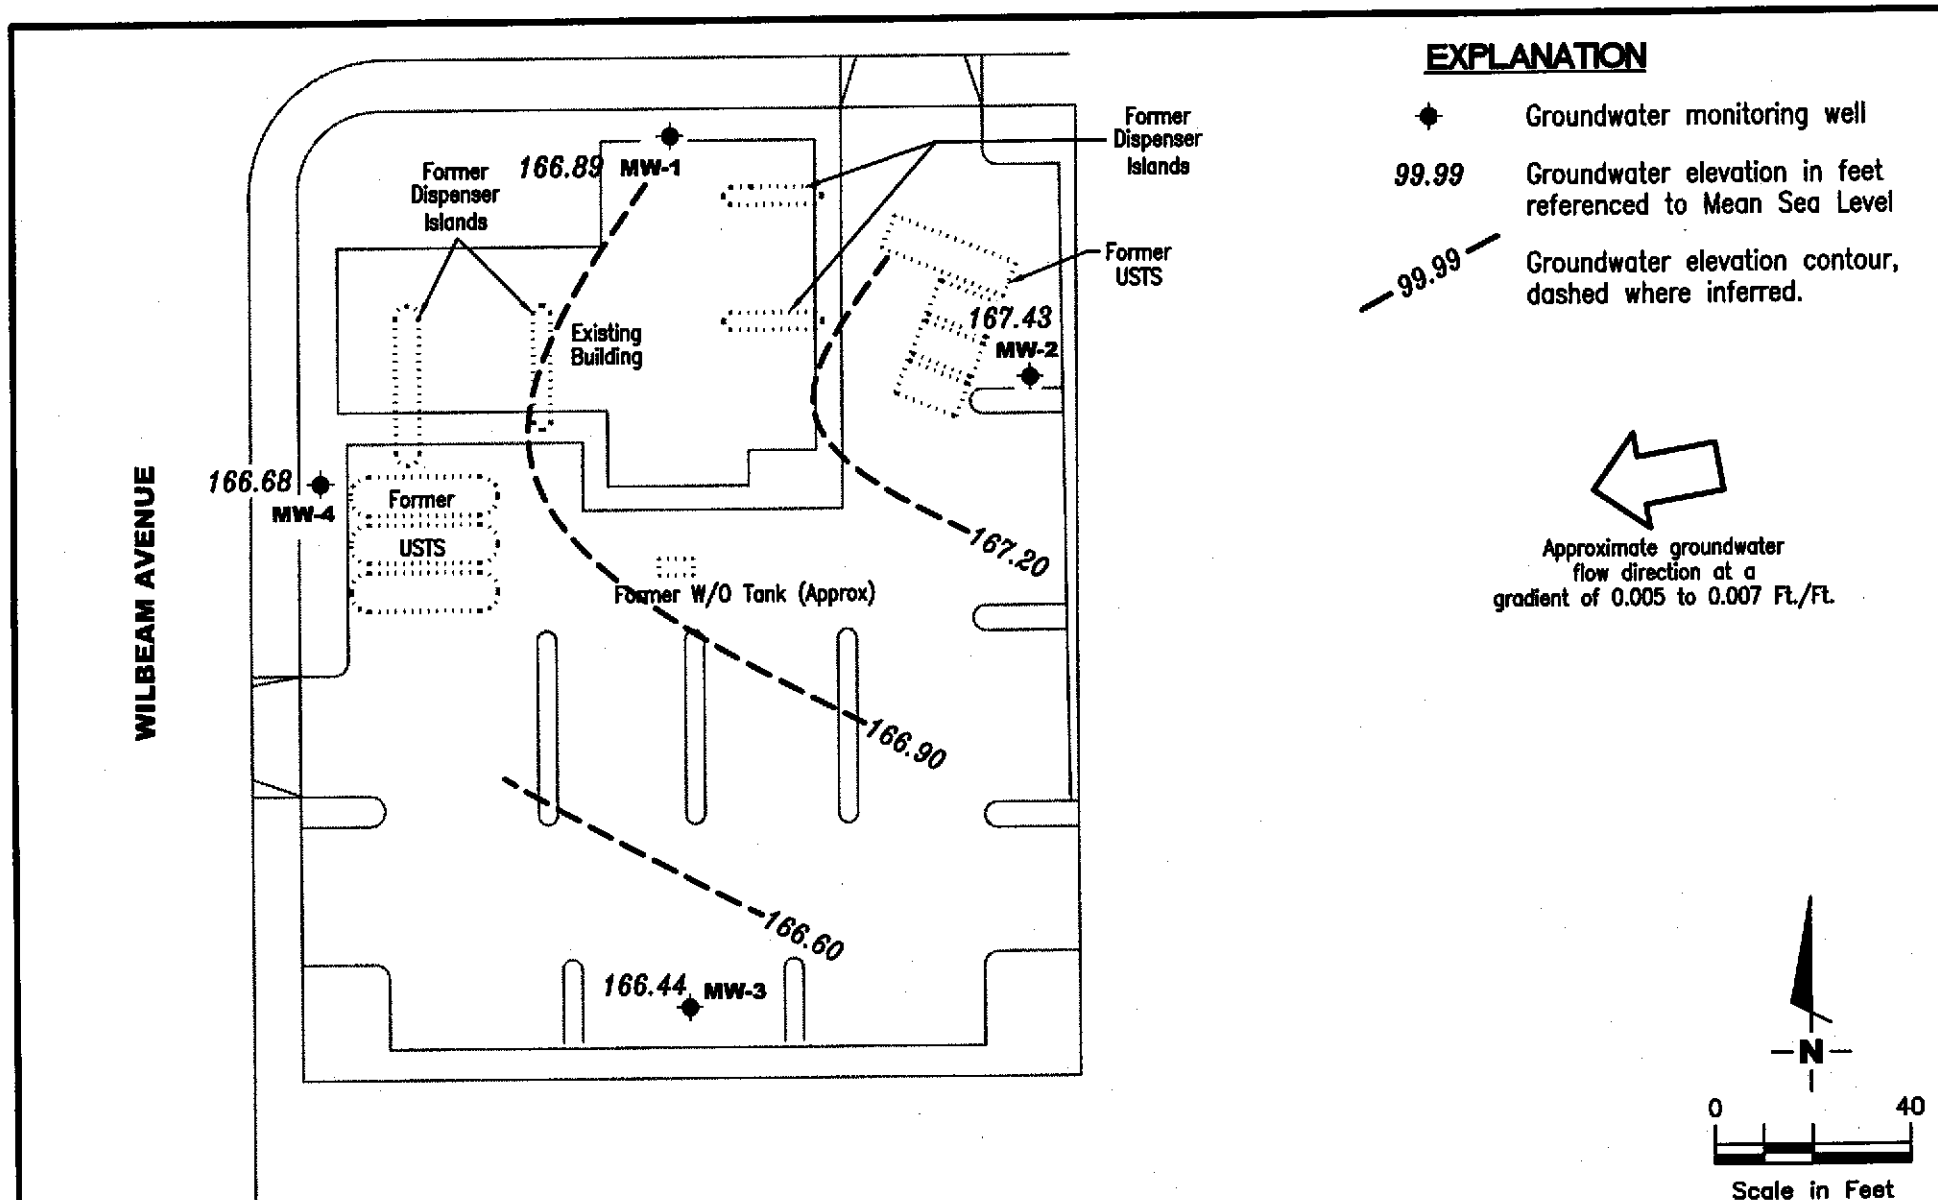 EXPLANATION
Groundwater monitoring well
99.99
Groundwater elevation in feet
referenced to Mean Sea Level
99.99
Groundwater elevation contour,
dashed where inferred.
Former
Dispenser
Islands
166.89
MW-1
Former
Dispenser
Islands
Former
USTS
Existing
Building
167.43
MW-2
166.68
MW-4
Former
USTS
WILBEAM AVENUE
Former W/O Tank (Approx)
167.20
166.90
166.60
166.44
MW-3
Approximate groundwater
flow direction at a
gradient of 0.005 to 0.007 Ft./Ft.
N
0
40
Scale in Feet